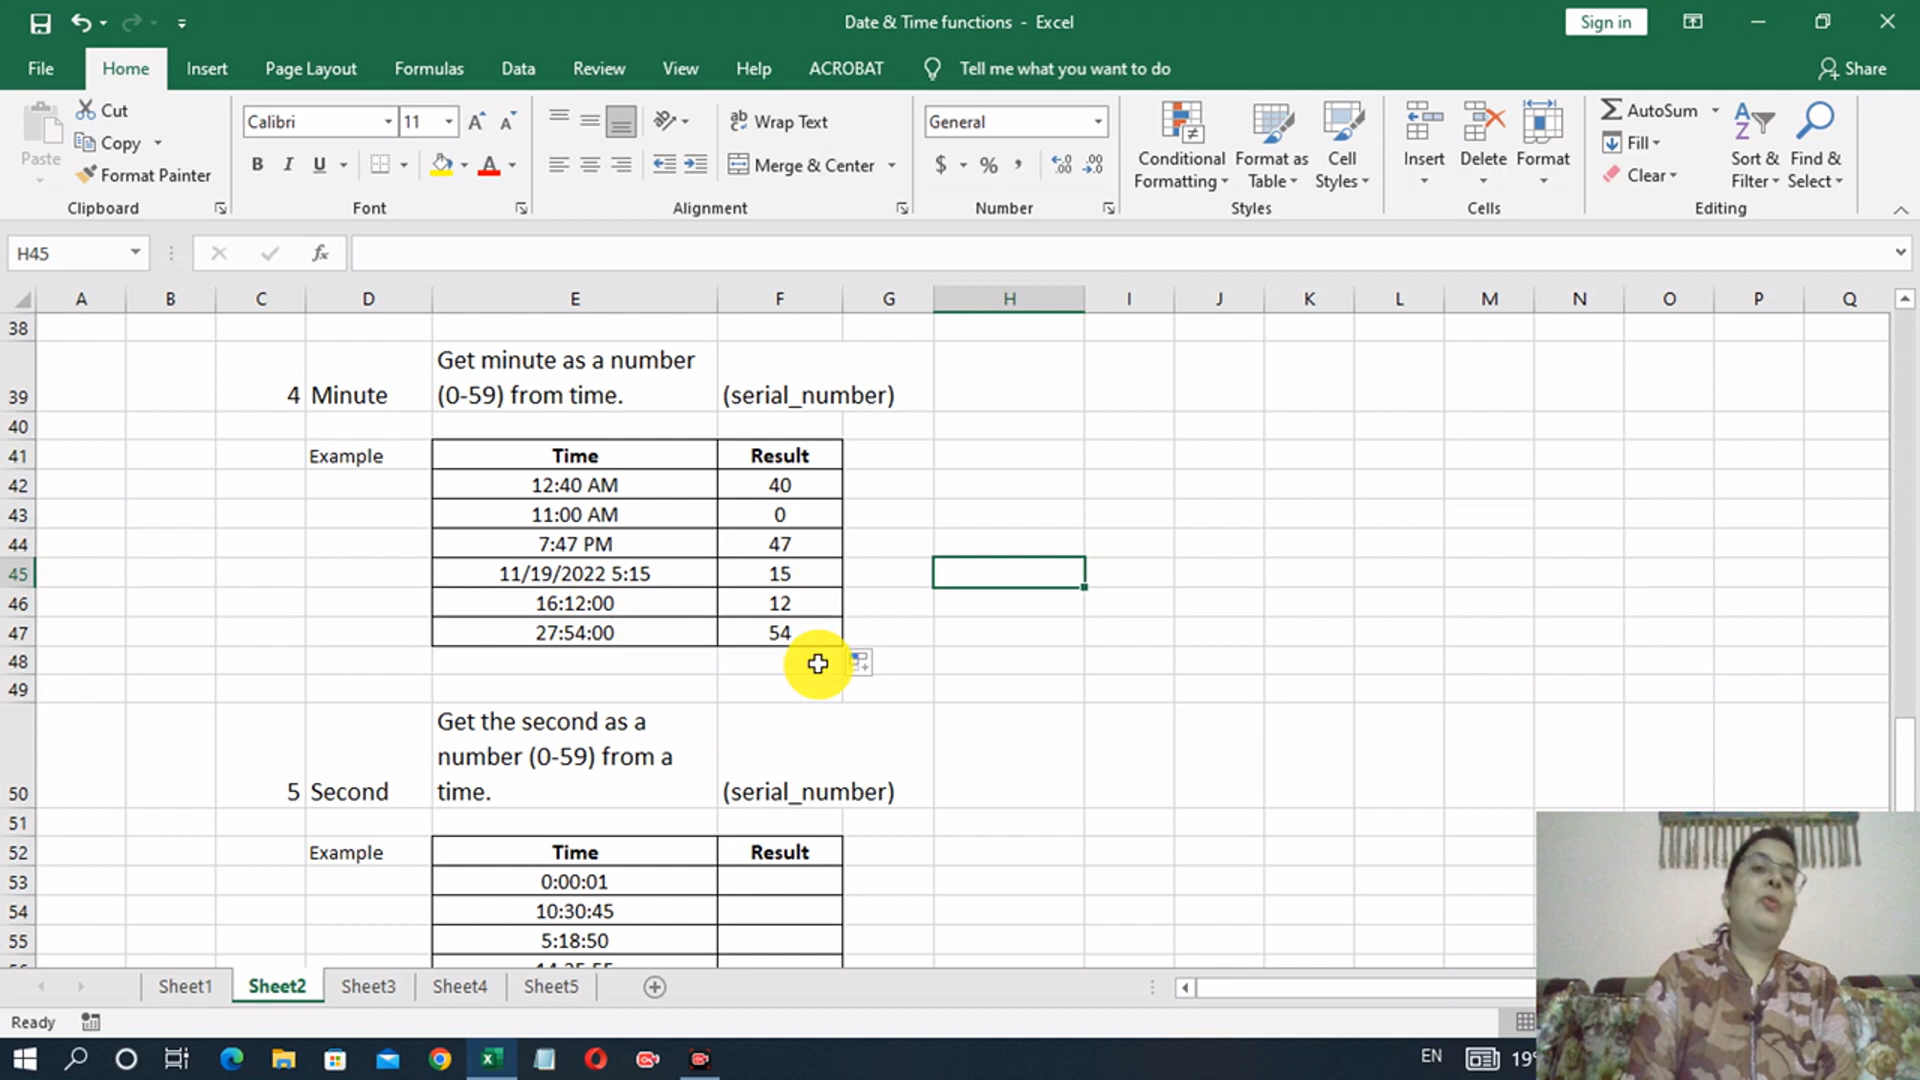 Date & Time functions - Excel
Sign in
File Home Insert Page Layout Formulas Data Review View Help ACROBAT Tell me what you want to do Share
Paste
Cut
Copy
Format Painter
Clipboard
Calibri 11
B I U
Font
Wrap Text
Merge & Center
Alignment
General
$ % ,
Number
Conditional Formatting
Format as Table
Cell Styles
Styles
Insert Delete Format
Cells
AutoSum
Fill
Clear
Sort & Filter
Find & Select
Editing
H45 fx
A B C D E F G H I J K L M N O P Q
38
39 4 Minute Get minute as a number (0-59) from time. (serial_number)
40
41 Example Time Result
42 12:40 AM 40
43 11:00 AM 0
44 7:47 PM 47
45 11/19/2022 5:15 15
46 16:12:00 12
47 27:54:00 54
48
49
50 5 Second Get the second as a number (0-59) from a time. (serial_number)
51
52 Example Time Result
53 0:00:01
54 10:30:45
55 5:18:50
Sheet1 Sheet2 Sheet3 Sheet4 Sheet5
Ready
EN 19°